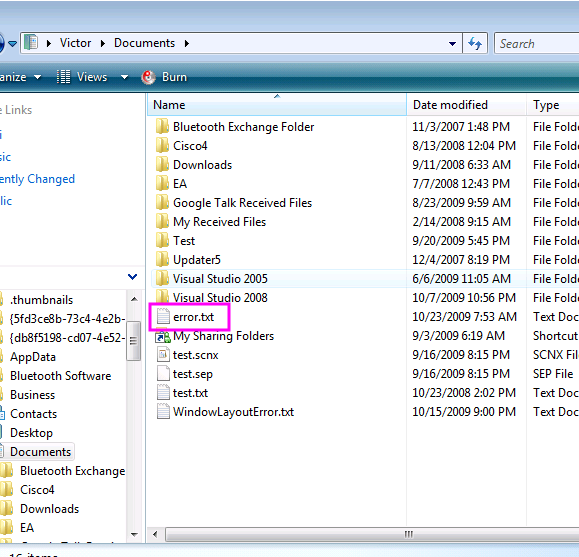 Victor Documents Search
anize Views Burn
e Links
i
sic
ently Changed
lic
Name Date modified Type
Bluetooth Exchange Folder 11/3/2007 1:48 PM File Folde
Cisco4 8/13/2008 12:04 PM File Folde
Downloads 9/11/2008 6:33 AM File Folde
EA 7/7/2008 12:43 PM File Folde
Google Talk Received Files 8/23/2009 9:59 PM File Folde
My Received Files 2/14/2008 9:15 AM File Folde
Test 9/20/2009 5:45 PM File Folde
Updater5 12/4/2007 8:19 PM File Folde
Visual Studio 2005 6/6/2009 11:05 AM File Folde
Visual Studio 2008 10/7/2009 10:56 PM File Folde
error.txt 10/23/2009 7:53 AM Text Doc
My Sharing Folders 9/3/2009 6:19 AM Shortcut
test.scnx 9/16/2009 8:15 PM SCNX Fil
test.sep 9/16/2009 8:15 PM SEP File
test.txt 10/23/2008 2:02 PM Text Doc
WindowLayoutError.txt 10/15/2009 9:00 PM Text Doc
.thumbnails
{5fd3ce8b-73c4-4e2b-
{db8f5198-cd07-4e52-
AppData
Bluetooth Software
Business
Contacts
Desktop
Documents
Bluetooth Exchange
Cisco4
Downloads
EA